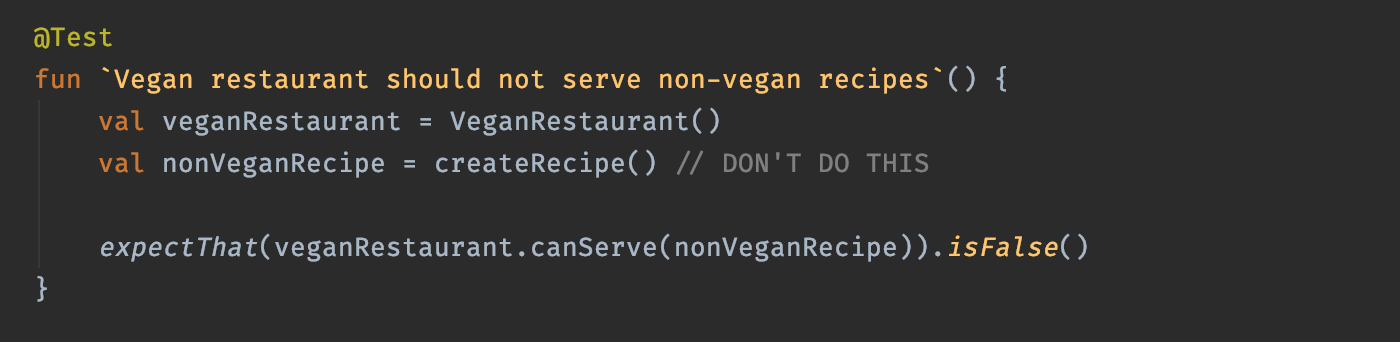 @Test
fun `Vegan restaurant should not serve non-vegan recipes`() {
    val veganRestaurant = VeganRestaurant()
    val nonVeganRecipe = createRecipe() // DON'T DO THIS

    expectThat(veganRestaurant.canServe(nonVeganRecipe)).isFalse()
}